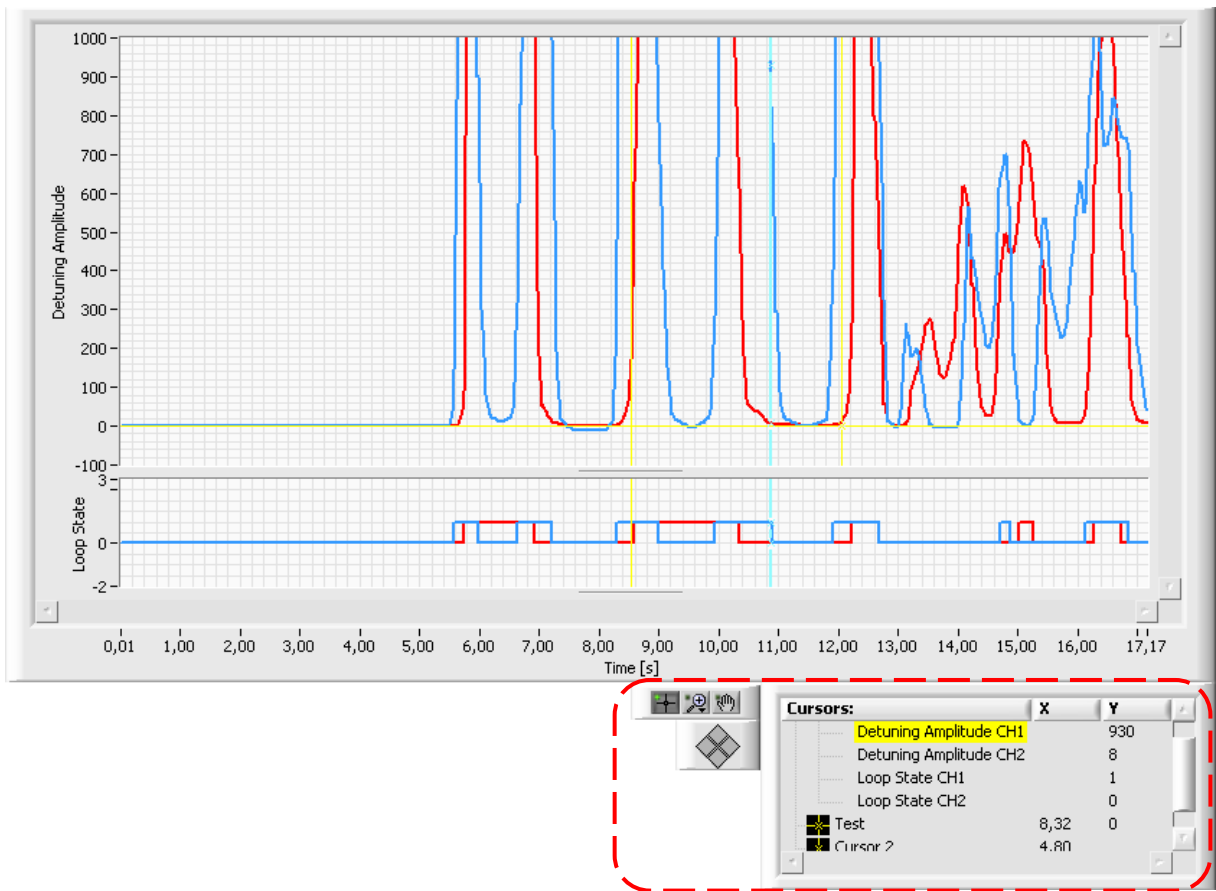 1000
900
800
700
600
500
400
300
200
100
0
-100
Detuning Amplitude
3
0
-2
Loop State
0,01 1,00 2,00 3,00 4,00 5,00 6,00 7,00 8,00 9,00 10,00 11,00 12,00 13,00 14,00 15,00 16,00 17,17
Time [s]
Cursors: X Y
Detuning Amplitude CH1 930
Detuning Amplitude CH2 8
Loop State CH1 1
Loop State CH2 0
Test 8,32 0
Cursor 2 4,80